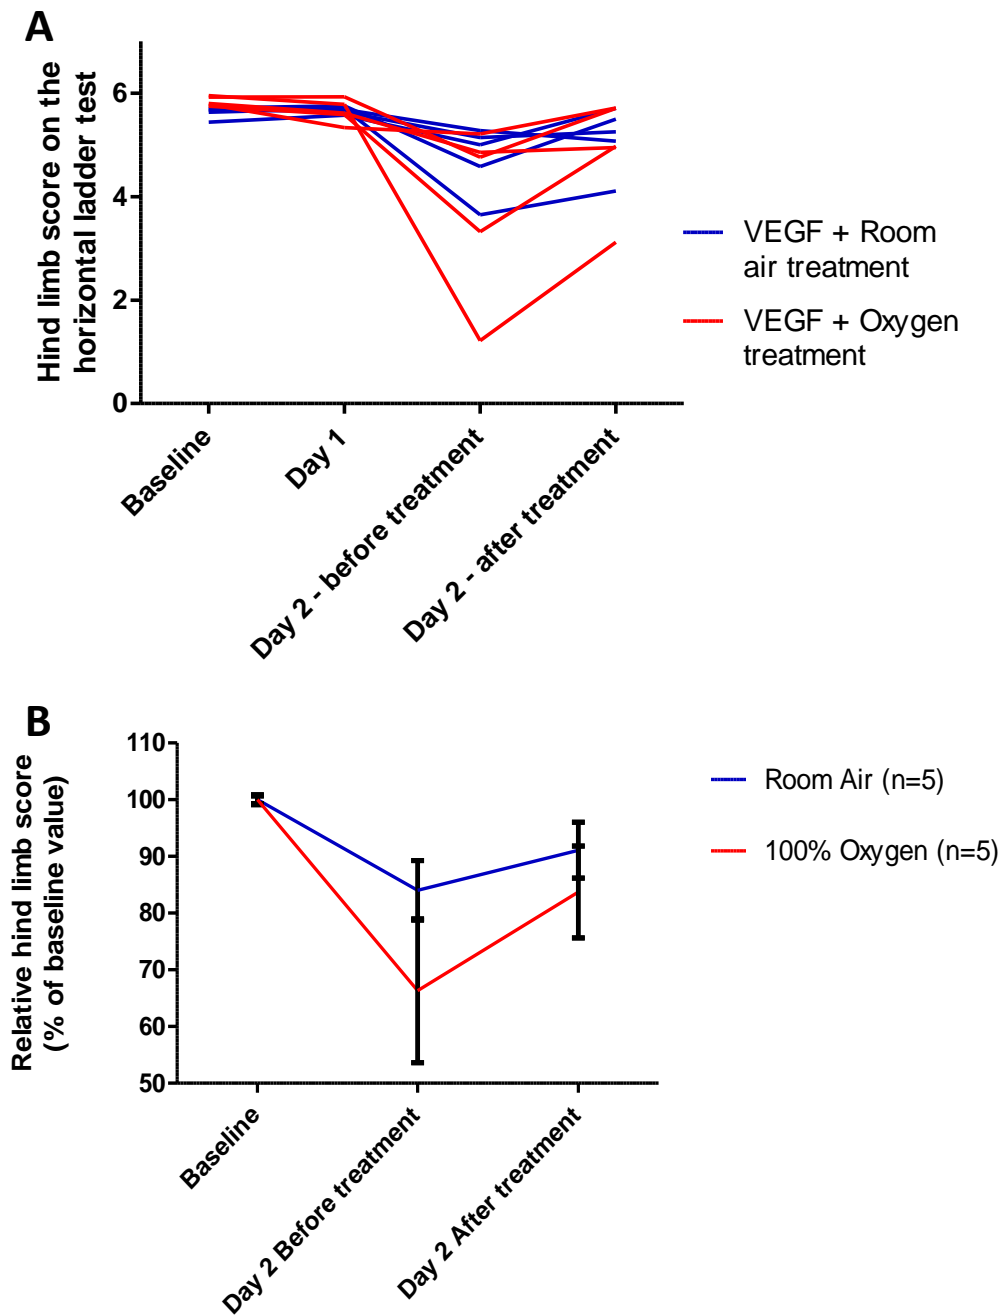 A
Hind limb score on the
horizontal ladder test
6
4
2
0
Baseline
Day 1
Day 2 - before treatment
Day 2 - after treatment
VEGF + Room
air treatment
VEGF + Oxygen
treatment
B
Relative hind limb score
(% of baseline value)
110
100
90
80
70
60
50
Baseline
Day 2 Before treatment
Day 2 After treatment
Room Air (n=5)
100% Oxygen (n=5)